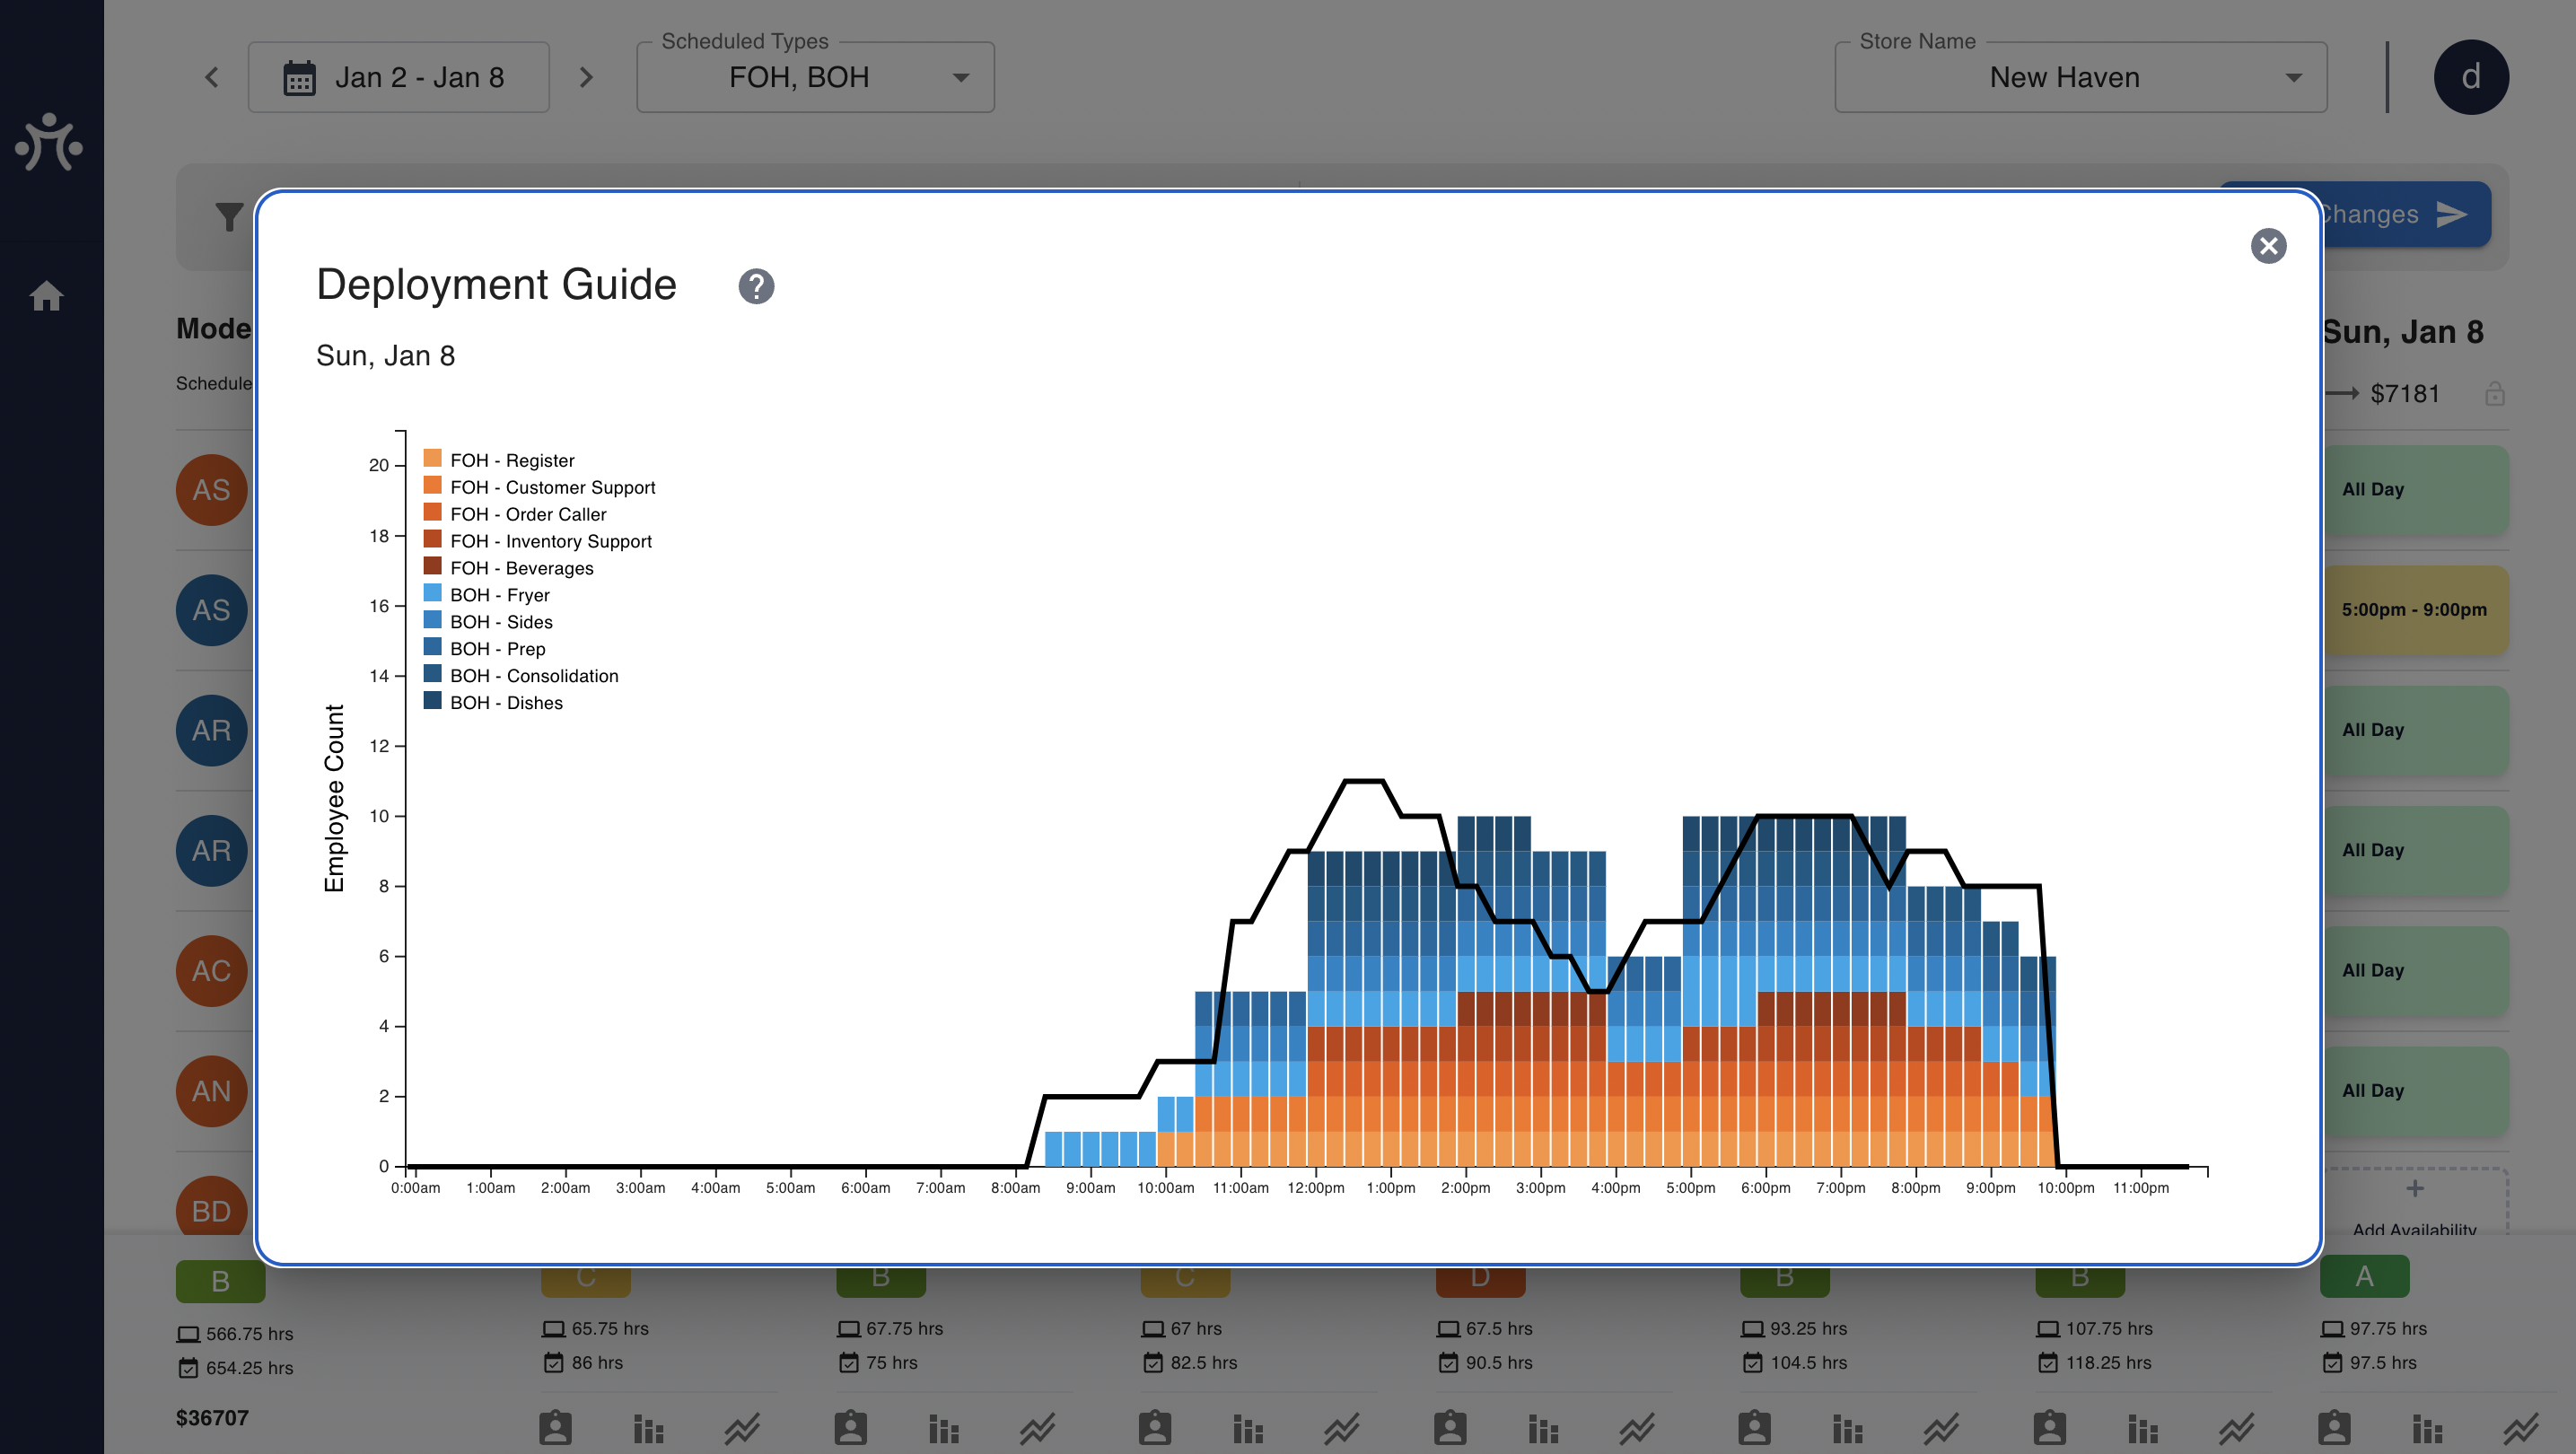 Scheduled Types
Store Name
Jan 2 - Jan 8
FOH, BOH
New Haven
d
Changes
Deployment Guide
?
Sun, Jan 8
Mode
Schedule
Sun, Jan 8
$7181
AS
AS
AR
AR
AC
AN
BD
All Day
5:00pm - 9:00pm
All Day
All Day
All Day
All Day
+
Add Availability
Employee Count
20
18
16
14
12
10
8
6
4
2
0
FOH - Register
FOH - Customer Support
FOH - Order Caller
FOH - Inventory Support
FOH - Beverages
BOH - Fryer
BOH - Sides
BOH - Prep
BOH - Consolidation
BOH - Dishes
0:00am 1:00am 2:00am 3:00am 4:00am 5:00am 6:00am 7:00am 8:00am 9:00am 10:00am 11:00am 12:00pm 1:00pm 2:00pm 3:00pm 4:00pm 5:00pm 6:00pm 7:00pm 8:00pm 9:00pm 10:00pm 11:00pm
B C B C D B B A
566.75 hrs 65.75 hrs 67.75 hrs 67 hrs 67.5 hrs 93.25 hrs 107.75 hrs 97.75 hrs
654.25 hrs 86 hrs 75 hrs 82.5 hrs 90.5 hrs 104.5 hrs 118.25 hrs 97.5 hrs
$36707